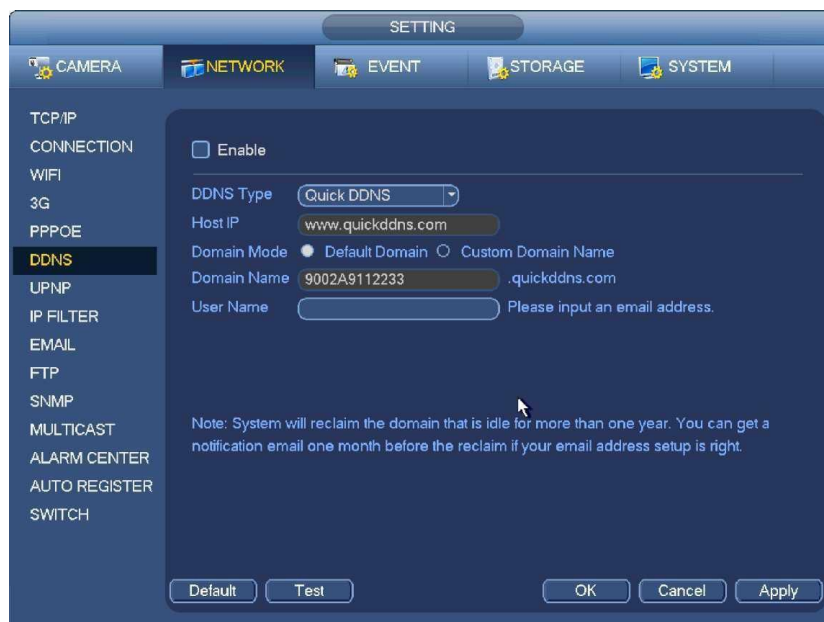 SETTING
CAMERA NETWORK EVENT STORAGE SYSTEM
TCP/IP
CONNECTION
WIFI
3G
PPPOE
DDNS
UPNP
IP FILTER
EMAIL
FTP
SNMP
MULTICAST
ALARM CENTER
AUTO REGISTER
SWITCH
Enable
DDNS Type Quick DDNS
Host IP www.quickddns.com
Domain Mode Default Domain Custom Domain Name
Domain Name 9002A9112233 .quickddns.com
User Name Please input an email address.
Note: System will reclaim the domain that is idle for more than one year. You can get a
notification email one month before the reclaim if your email address setup is right.
Default Test OK Cancel Apply